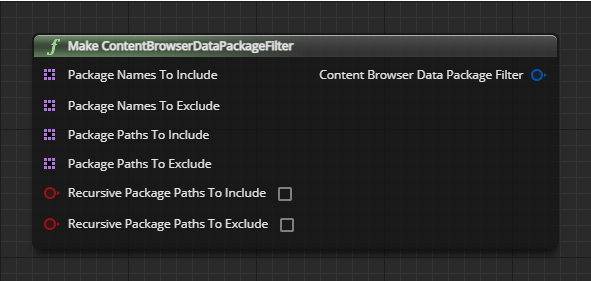 Make ContentBrowserDataPackageFilter
Package Names To Include
Content Browser Data Package Filter
Package Names To Exclude
Package Paths To Include
Package Paths To Exclude
Recursive Package Paths To Include
Recursive Package Paths To Exclude